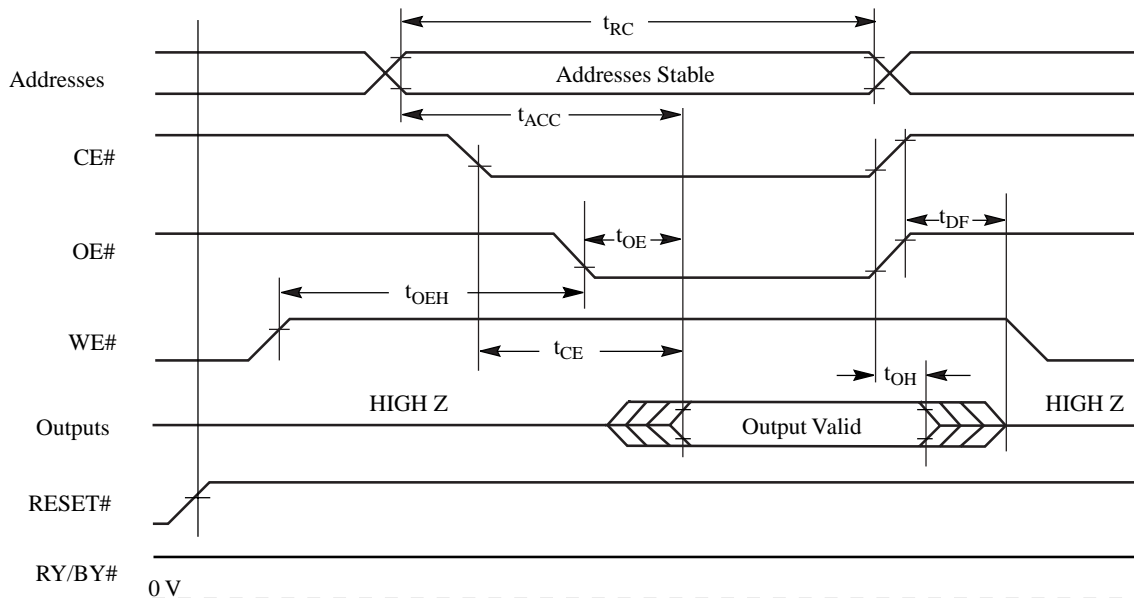 tRC
Addresses
Addresses Stable
tACC
CE#
tDF
OE#
tOE
tOEH
WE#
tCE
tOH
HIGH Z
HIGH Z
Outputs
Output Valid
RESET#
RY/BY#
0 V